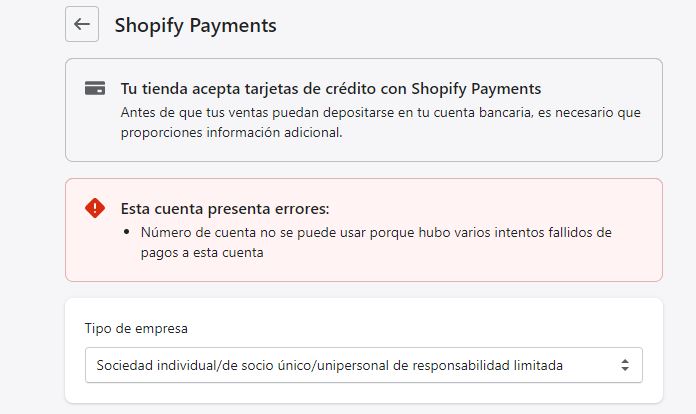 Shopify Payments
Tu tienda acepta tarjetas de crédito con Shopify Payments
Antes de que tus ventas puedan depositarse en tu cuenta bancaria, es necesario que
proporciones información adicional.
Esta cuenta presenta errores:
• Número de cuenta no se puede usar porque hubo varios intentos fallidos de
pagos a esta cuenta
Tipo de empresa
Sociedad individual/de socio único/unipersonal de responsabilidad limitada